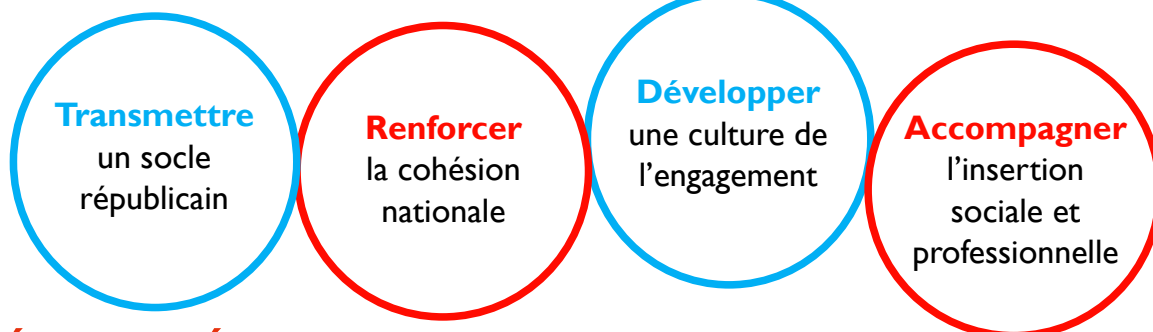 Transmettre
un socle
républicain
Renforcer
la cohésion
nationale
Développer
une culture de
l’engagement
Accompagner
l’insertion
sociale et
professionnelle